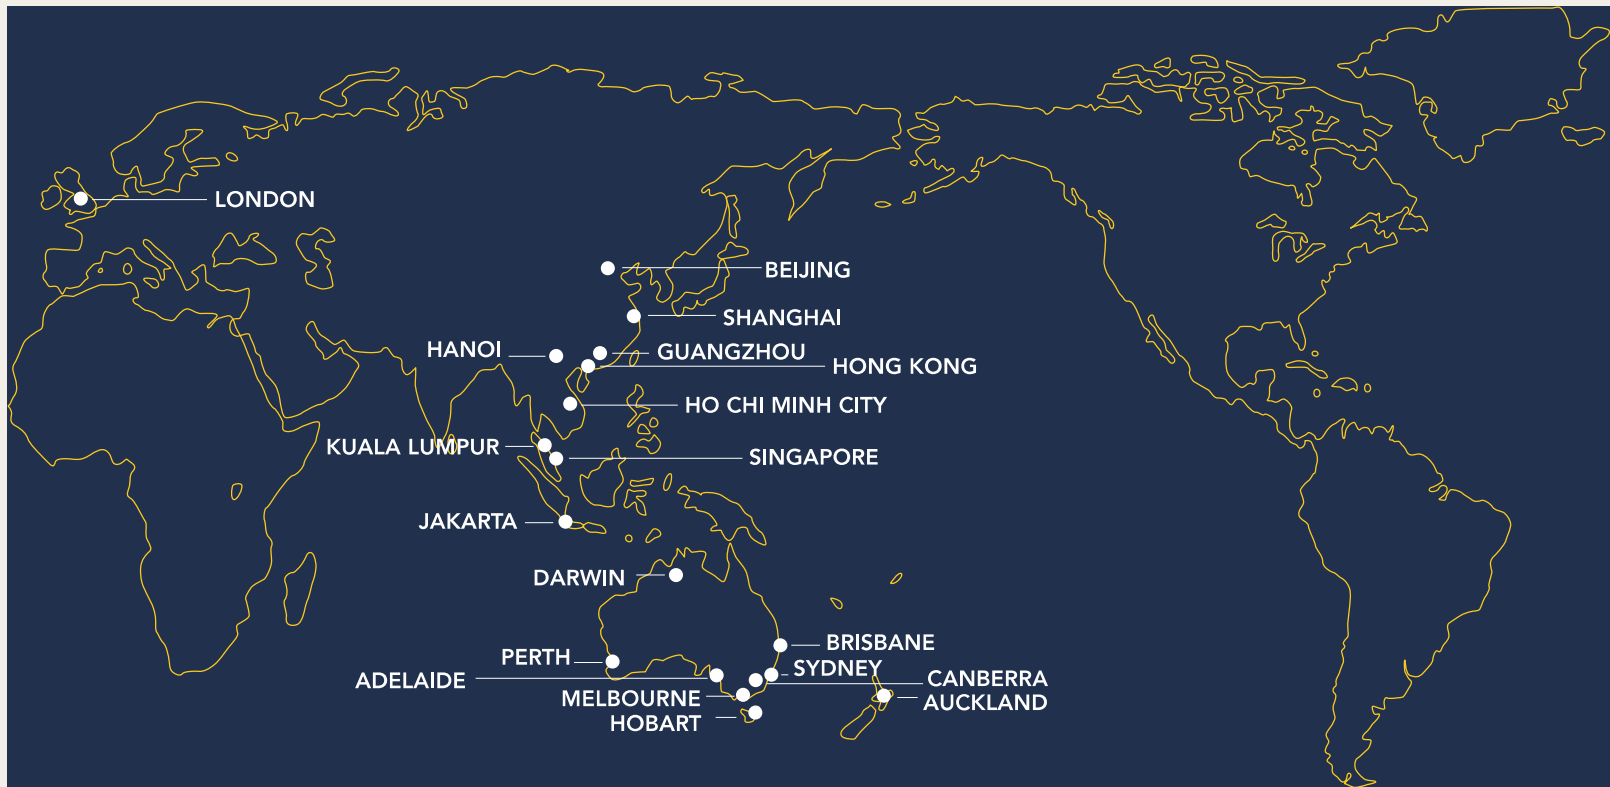 LONDON
BEIJING
SHANGHAI
HANOI
GUANGZHOU
HONG KONG
HO CHI MINH CITY
KUALA LUMPUR
SINGAPORE
JAKARTA
DARWIN
BRISBANE
PERTH
SYDNEY
ADELAIDE
CANBERRA
MELBOURNE
AUCKLAND
HOBART